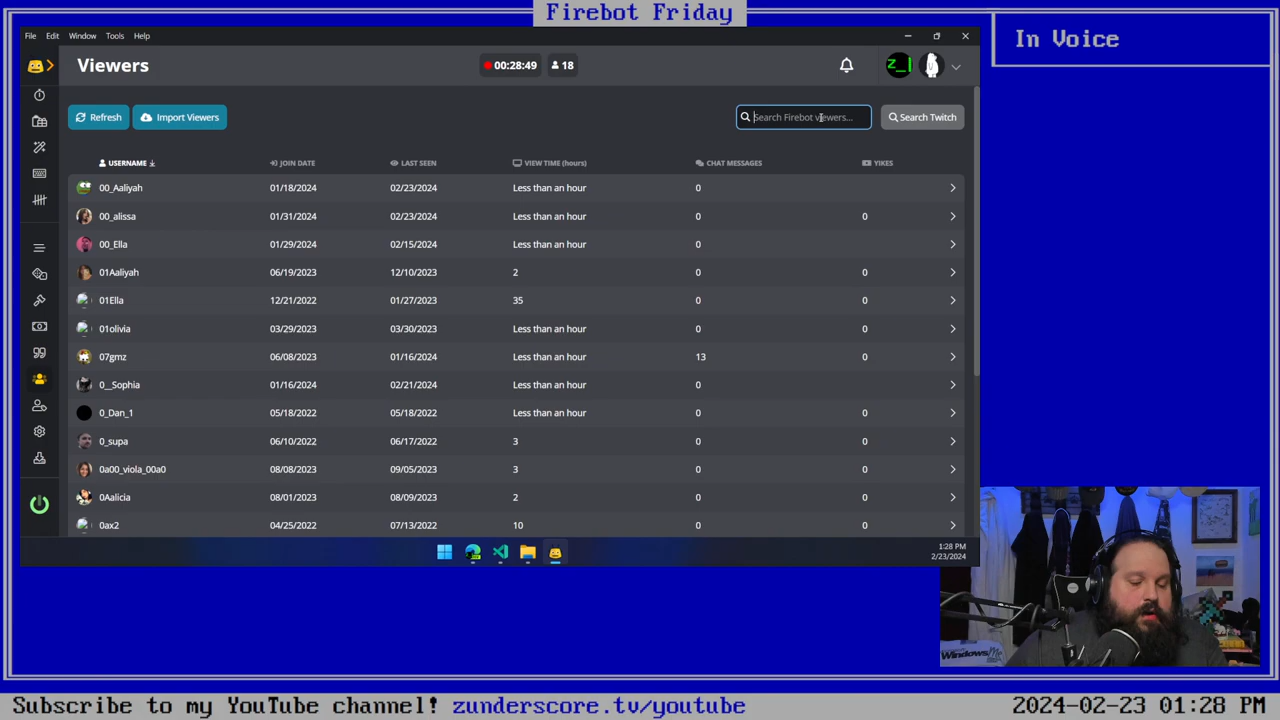 Firebot Friday
In Voice
File Edit Window Tools Help
Viewers
00:28:49 18
z_|
Refresh Import Viewers
Search Firebot viewers... Search Twitch
USERNAME JOIN DATE LAST SEEN VIEW TIME (hours) CHAT MESSAGES YIKES
00_Aaliyah 01/18/2024 02/23/2024 Less than an hour 0
00_alissa 01/31/2024 02/23/2024 Less than an hour 0 0
00_Ella 01/29/2024 02/15/2024 Less than an hour 0
01Aaliyah 06/19/2023 12/10/2023 2 0 0
01Ella 12/21/2022 01/27/2023 35 0 0
01olivia 03/29/2023 03/30/2023 Less than an hour 0 0
07gmz 06/08/2023 01/16/2024 Less than an hour 13 0
0__Sophia 01/16/2024 02/21/2024 Less than an hour 0
0_Dan_1 05/18/2022 05/18/2022 Less than an hour 0 0
0_supa 06/10/2022 06/17/2022 3 0 0
0a00_viola_00a0 08/08/2023 09/05/2023 3 0 0
0Aalicia 08/01/2023 08/09/2023 2 0 0
0ax2 04/25/2022 07/13/2022 10 0 0
1:28 PM
2/23/2024
Windows Me
Subscribe to my YouTube channel! zunderscore.tv/youtube 2024-02-23 01:28 PM